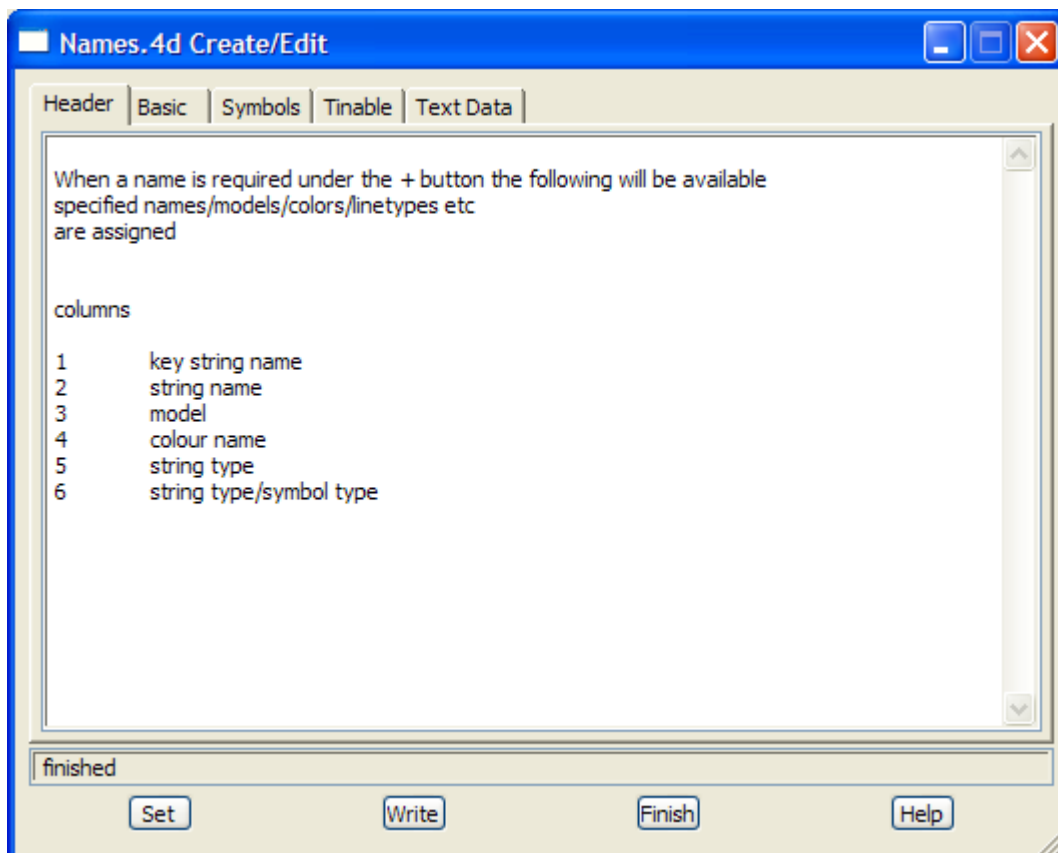 Names.4d Create/Edit
Header Basic Symbols Tinable Text Data
When a name is required under the + button the following will be available
specified names/models/colors/linetypes etc
are assigned
columns
1 key string name
2 string name
3 model
4 colour name
5 string type
6 string type/symbol type
finished
Set Write Finish Help